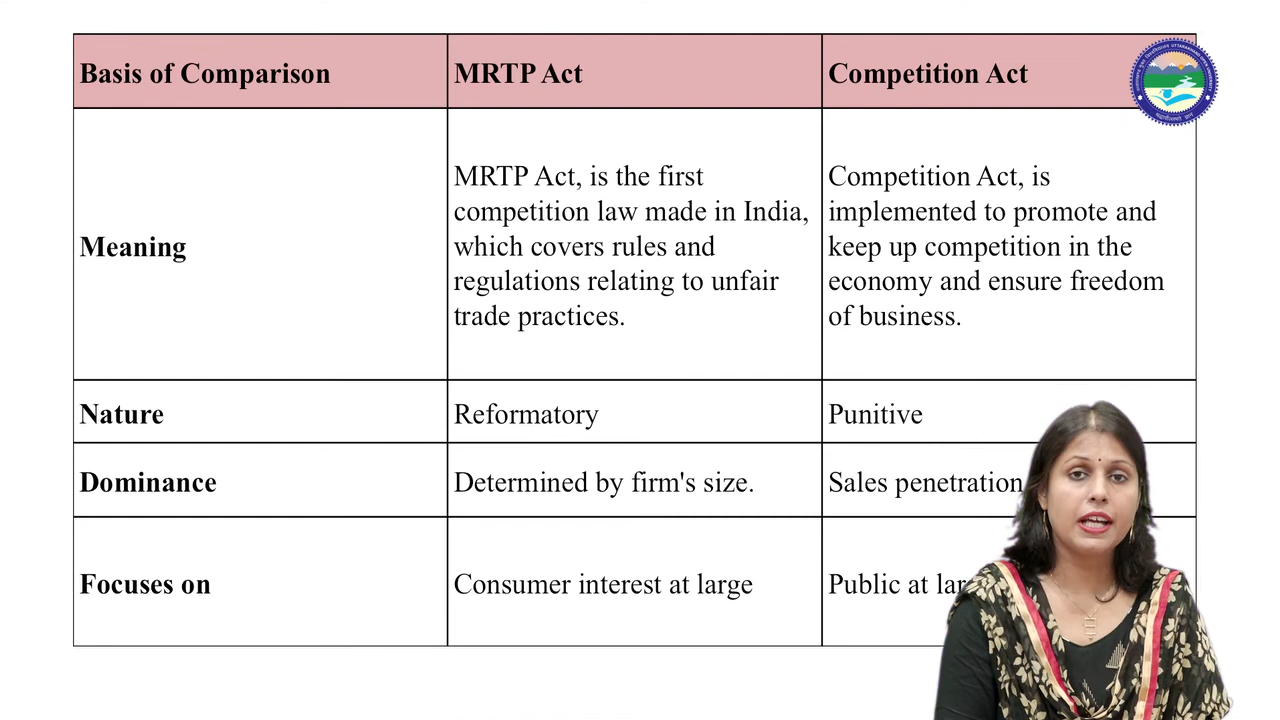 Basis of Comparison
MRTP Act
Competition Act
Meaning
MRTP Act, is the first
competition law made in India,
which covers rules and
regulations relating to unfair
trade practices.
Competition Act, is
implemented to promote and
keep up competition in the
economy and ensure freedom
of business.
Nature
Reformatory
Punitive
Dominance
Determined by firm's size.
Sales penetration
Focuses on
Consumer interest at large
Public at lar